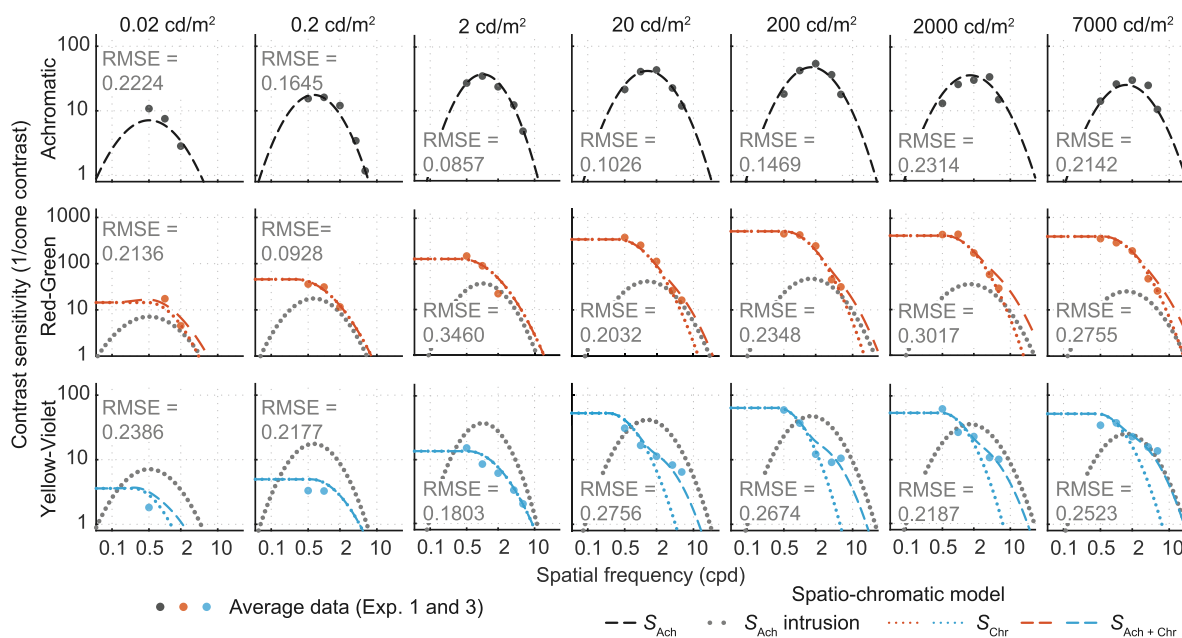 0.02 cd/m² 0.2 cd/m² 2 cd/m² 20 cd/m² 200 cd/m² 2000 cd/m² 7000 cd/m²
Contrast sensitivity (1/cone contrast)
Achromatic
100
10
1
RMSE =
0.2224
RMSE =
0.1645
RMSE =
0.0857
RMSE =
0.1026
RMSE =
0.1469
RMSE =
0.2314
RMSE =
0.2142
Red-Green
1000
100
10
1
RMSE =
0.2136
RMSE=
0.0928
RMSE =
0.3460
RMSE =
0.2032
RMSE =
0.2348
RMSE =
0.3017
RMSE =
0.2755
Yellow-Violet
100
10
1
RMSE =
0.2386
RMSE =
0.2177
RMSE =
0.1803
RMSE =
0.2756
RMSE =
0.2674
RMSE =
0.2187
RMSE =
0.2523
0.1 0.5 2 10 0.5 2 10 0.1 0.5 2 10 0.1 0.5 2 10 0.1 0.5 2 10 0.1 0.5 2 10 0.1 0.5 2 10
Spatial frequency (cpd)
Spatio-chromatic model
Average data (Exp. 1 and 3)
S Ach S Ach intrusion S Chr S Ach + Chr